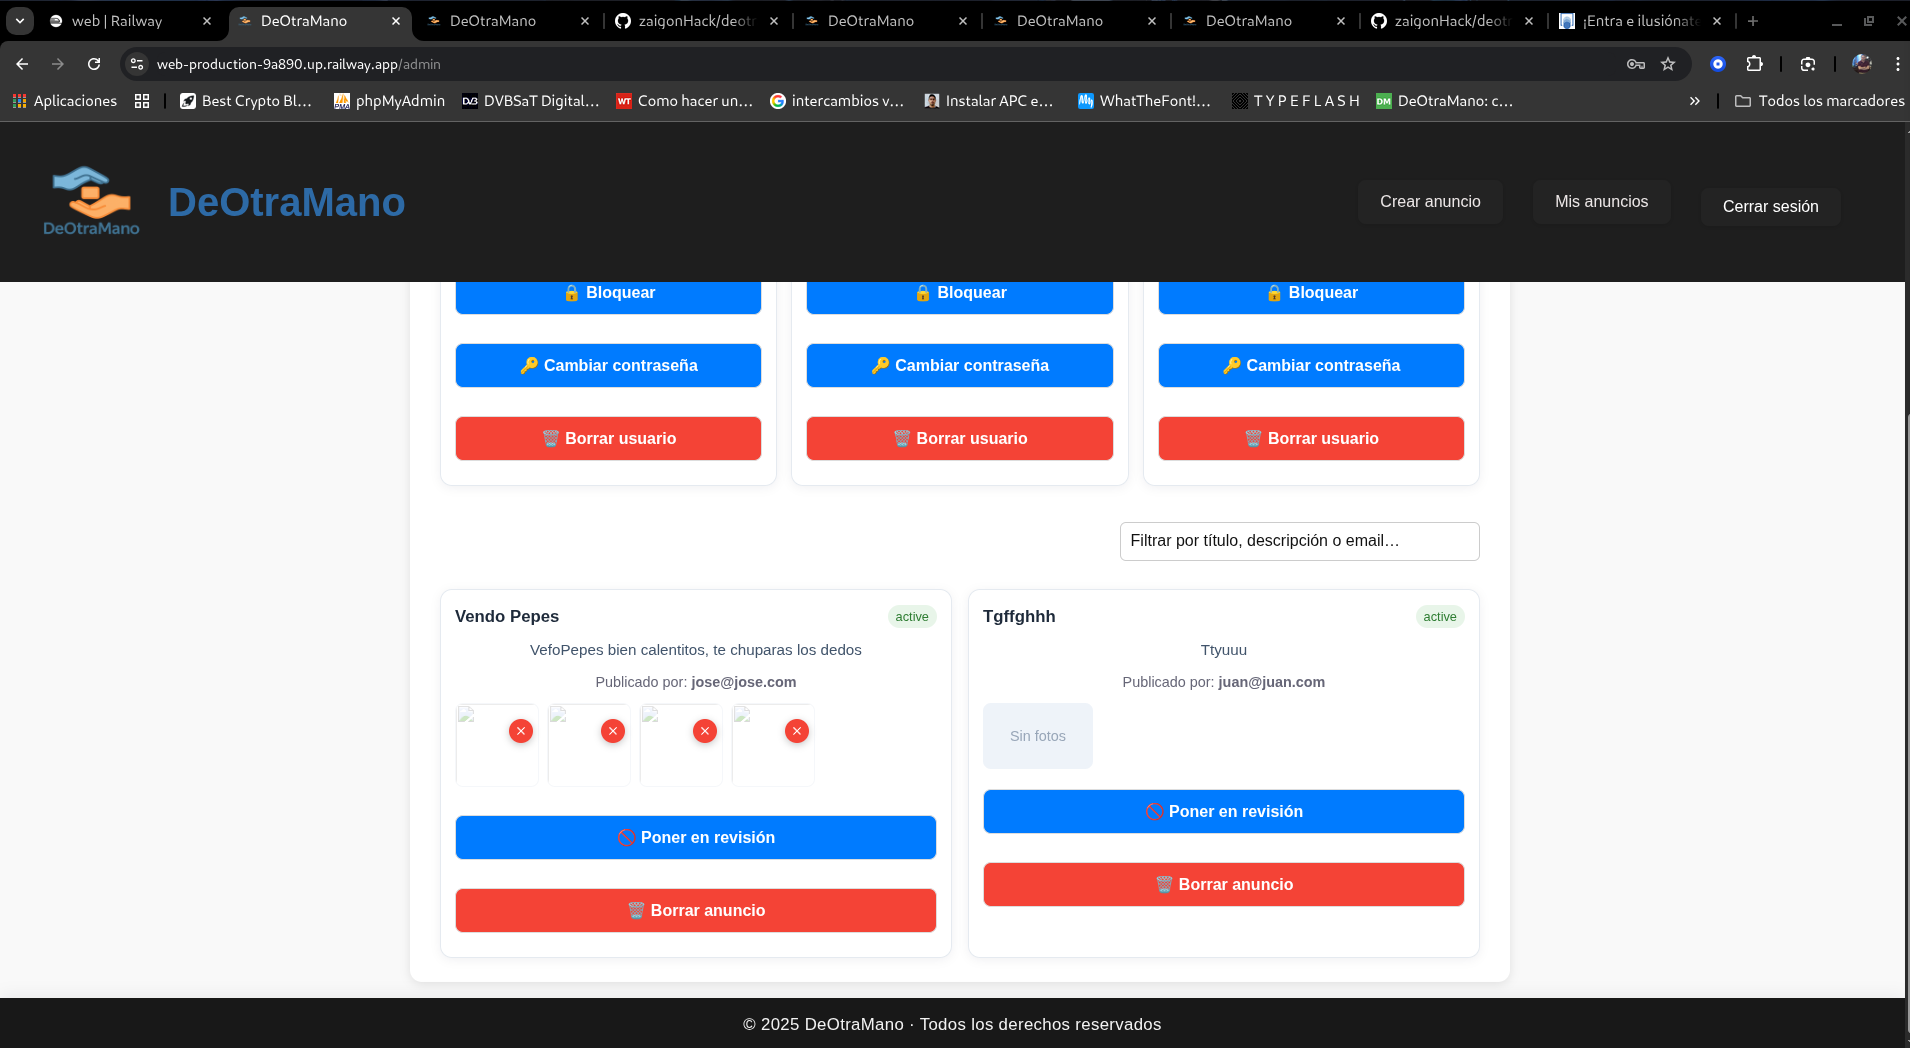 web | Railway
DeOtraMano
DeOtraMano
zaigonHack/deotr
DeOtraMano
DeOtraMano
DeOtraMano
zaigonHack/deotr
¡Entra e ilusiónate
web-production-9a890.up.railway.app/admin
Aplicaciones
Best Crypto Bl...
phpMyAdmin
DVBSaT Digital...
Como hacer un...
intercambios v...
Instalar APC e...
WhatTheFont!...
T Y P E F L A S H
DeOtraMano: c...
Todos los marcadores
DeOtraMano
DeOtraMano
Crear anuncio
Mis anuncios
Cerrar sesión
🔒 Bloquear
🔒 Bloquear
🔒 Bloquear
🔑 Cambiar contraseña
🔑 Cambiar contraseña
🔑 Cambiar contraseña
🗑️ Borrar usuario
🗑️ Borrar usuario
🗑️ Borrar usuario
Filtrar por título, descripción o email…
Vendo Pepes
active
VefoPepes bien calentitos, te chuparas los dedos
Publicado por: jose@jose.com
🚫 Poner en revisión
🗑️ Borrar anuncio
Tgffghhh
active
Ttyuuu
Publicado por: juan@juan.com
Sin fotos
🚫 Poner en revisión
🗑️ Borrar anuncio
© 2025 DeOtraMano · Todos los derechos reservados